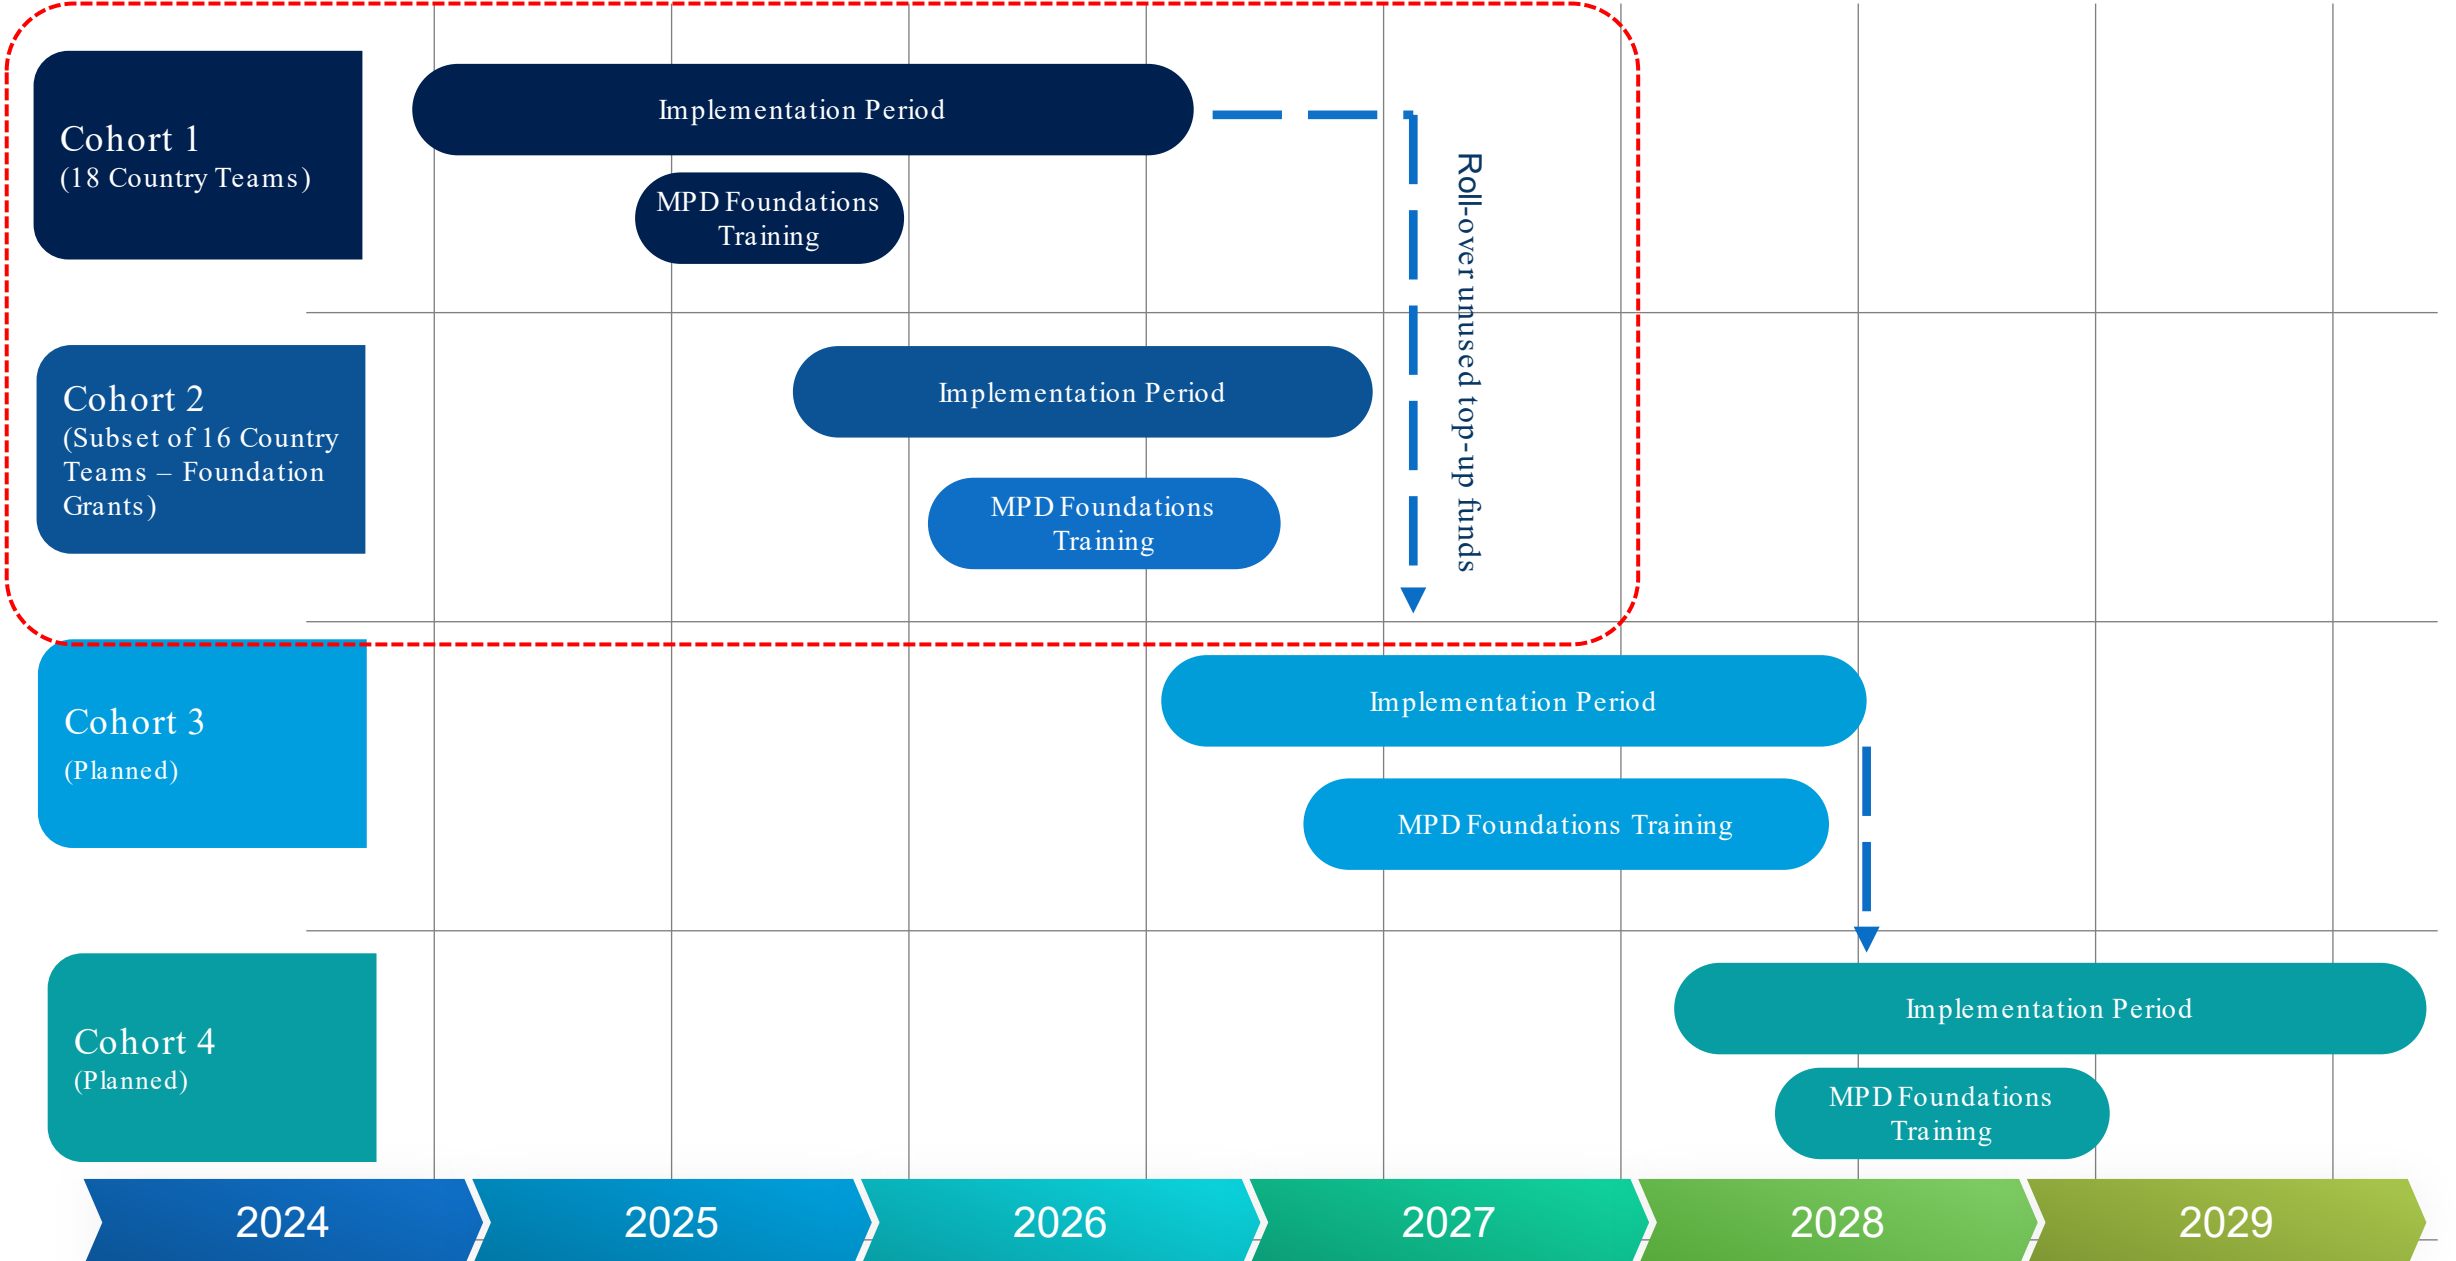 Cohort 1
(18 Country Teams)
Implementation Period
MPD Foundations
Training
Roll-over unused top-up funds
Cohort 2
(Subset of 16 Country
Teams – Foundation
Grants)
Implementation Period
MPD Foundations
Training
Cohort 3
(Planned)
Implementation Period
MPD Foundations Training
Cohort 4
(Planned)
Implementation Period
MPD Foundations
Training
2024
2025
2026
2027
2028
2029